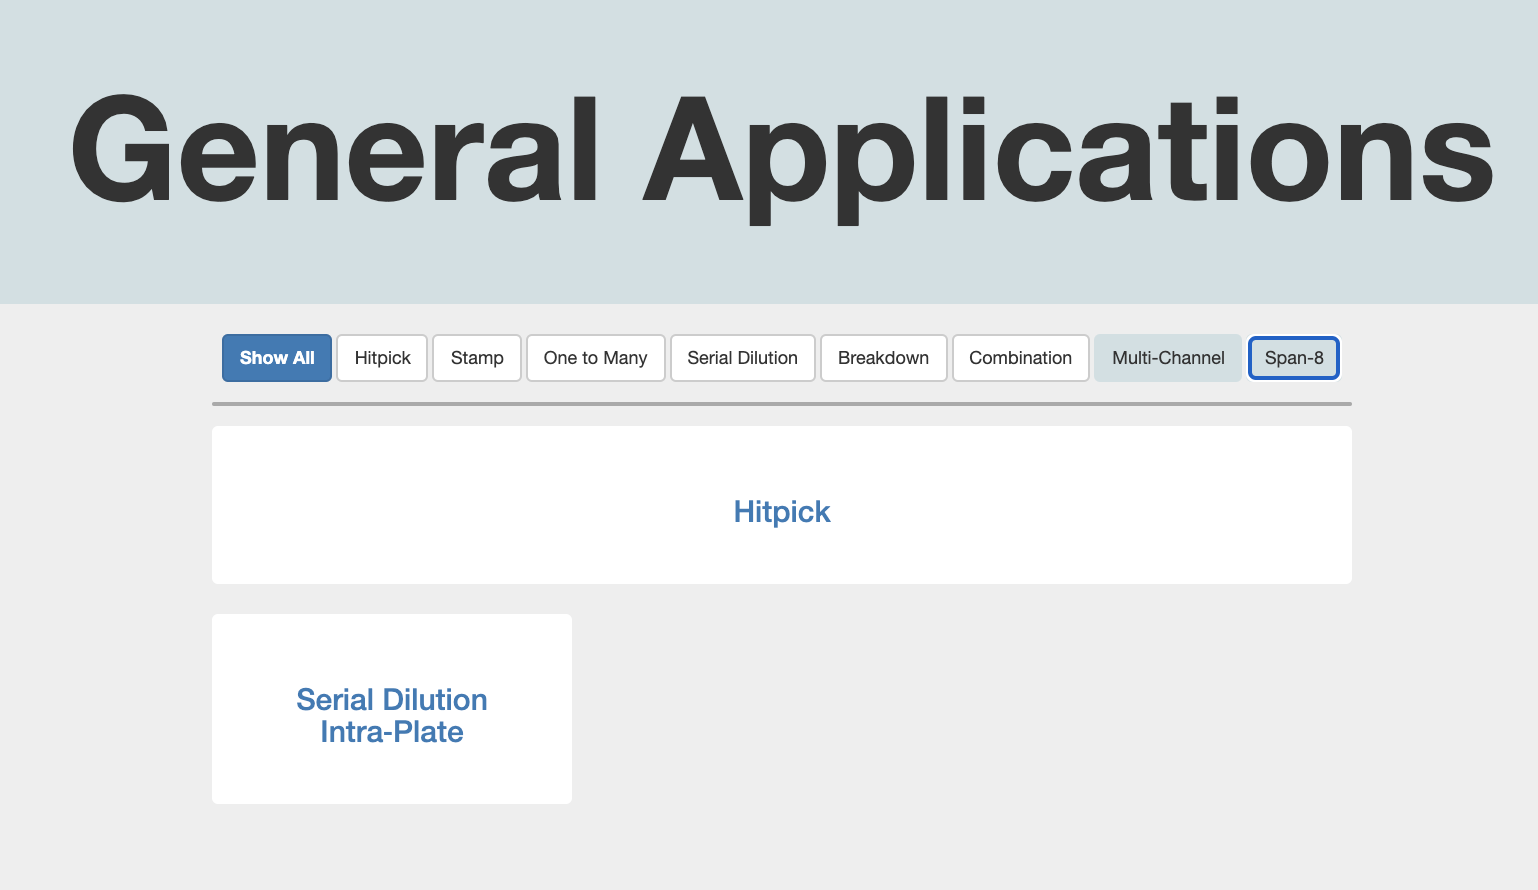 General Applications
Show All Hitpick Stamp One to Many Serial Dilution Breakdown Combination Multi-Channel Span-8
Hitpick
Serial Dilution
Intra-Plate